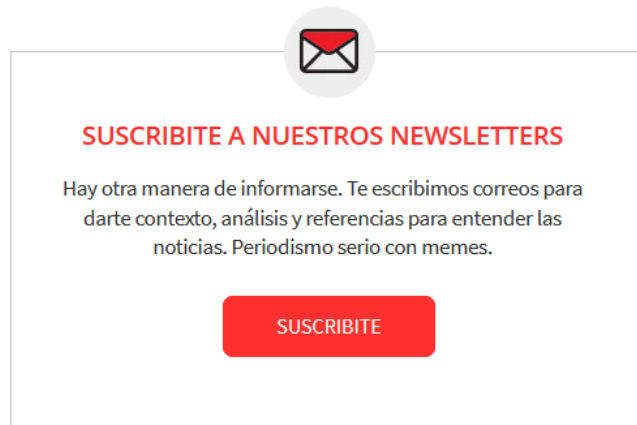 SUSCRIBITE A NUESTROS NEWSLETTERS
Hay otra manera de informarse. Te escribimos correos para
darte contexto, análisis y referencias para entender las
noticias. Periodismo serio con memes.
SUSCRIBITE